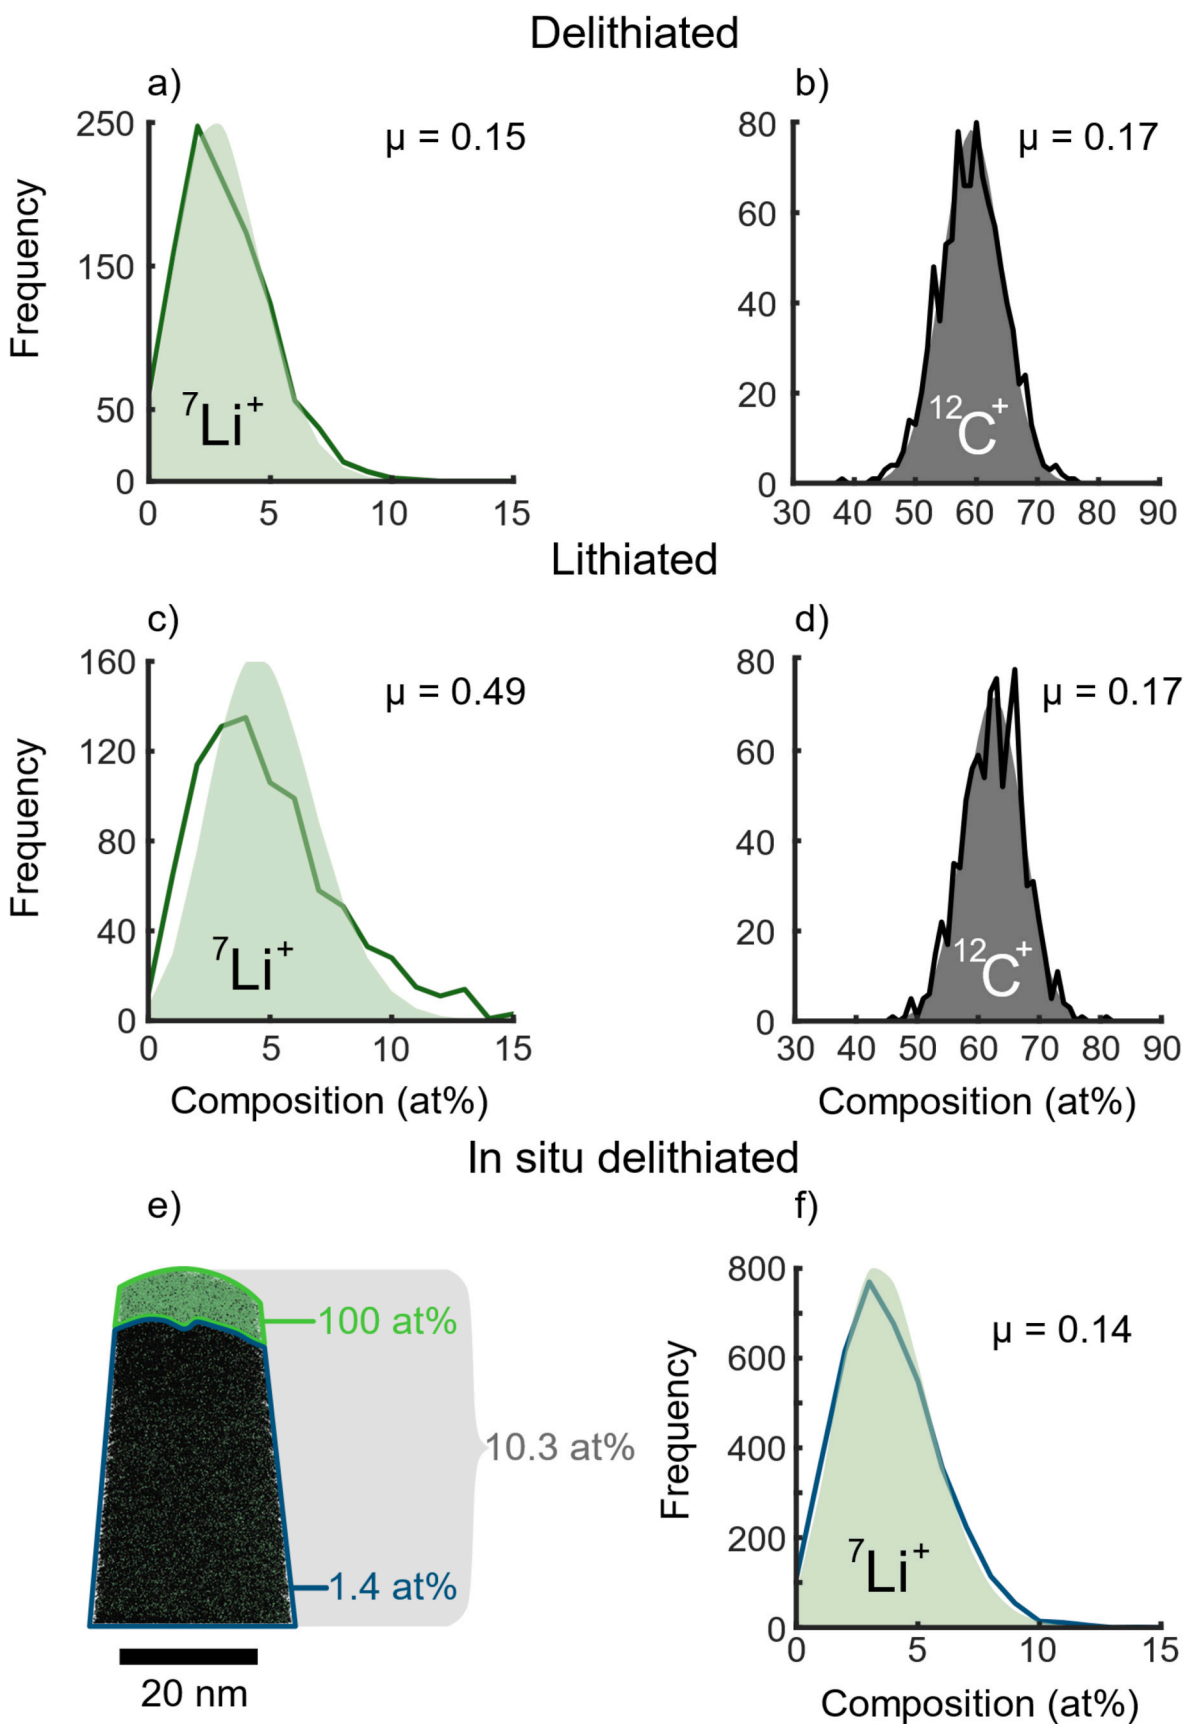 Delithiated
a)
b)
250
150
50
0
Frequency
μ = 0.15
⁷Li⁺
0 5 10 15
80
60
40
20
0
μ = 0.17
¹²C⁺
30 40 50 60 70 80 90
Lithiated
c)
d)
160
120
80
40
0
Frequency
μ = 0.49
⁷Li⁺
0 5 10 15
Composition (at%)
80
60
40
20
0
μ = 0.17
¹²C⁺
30 40 50 60 70 80 90
Composition (at%)
In situ delithiated
e)
f)
100 at%
10.3 at%
1.4 at%
20 nm
800
600
400
200
0
Frequency
μ = 0.14
⁷Li⁺
0 5 10 15
Composition (at%)